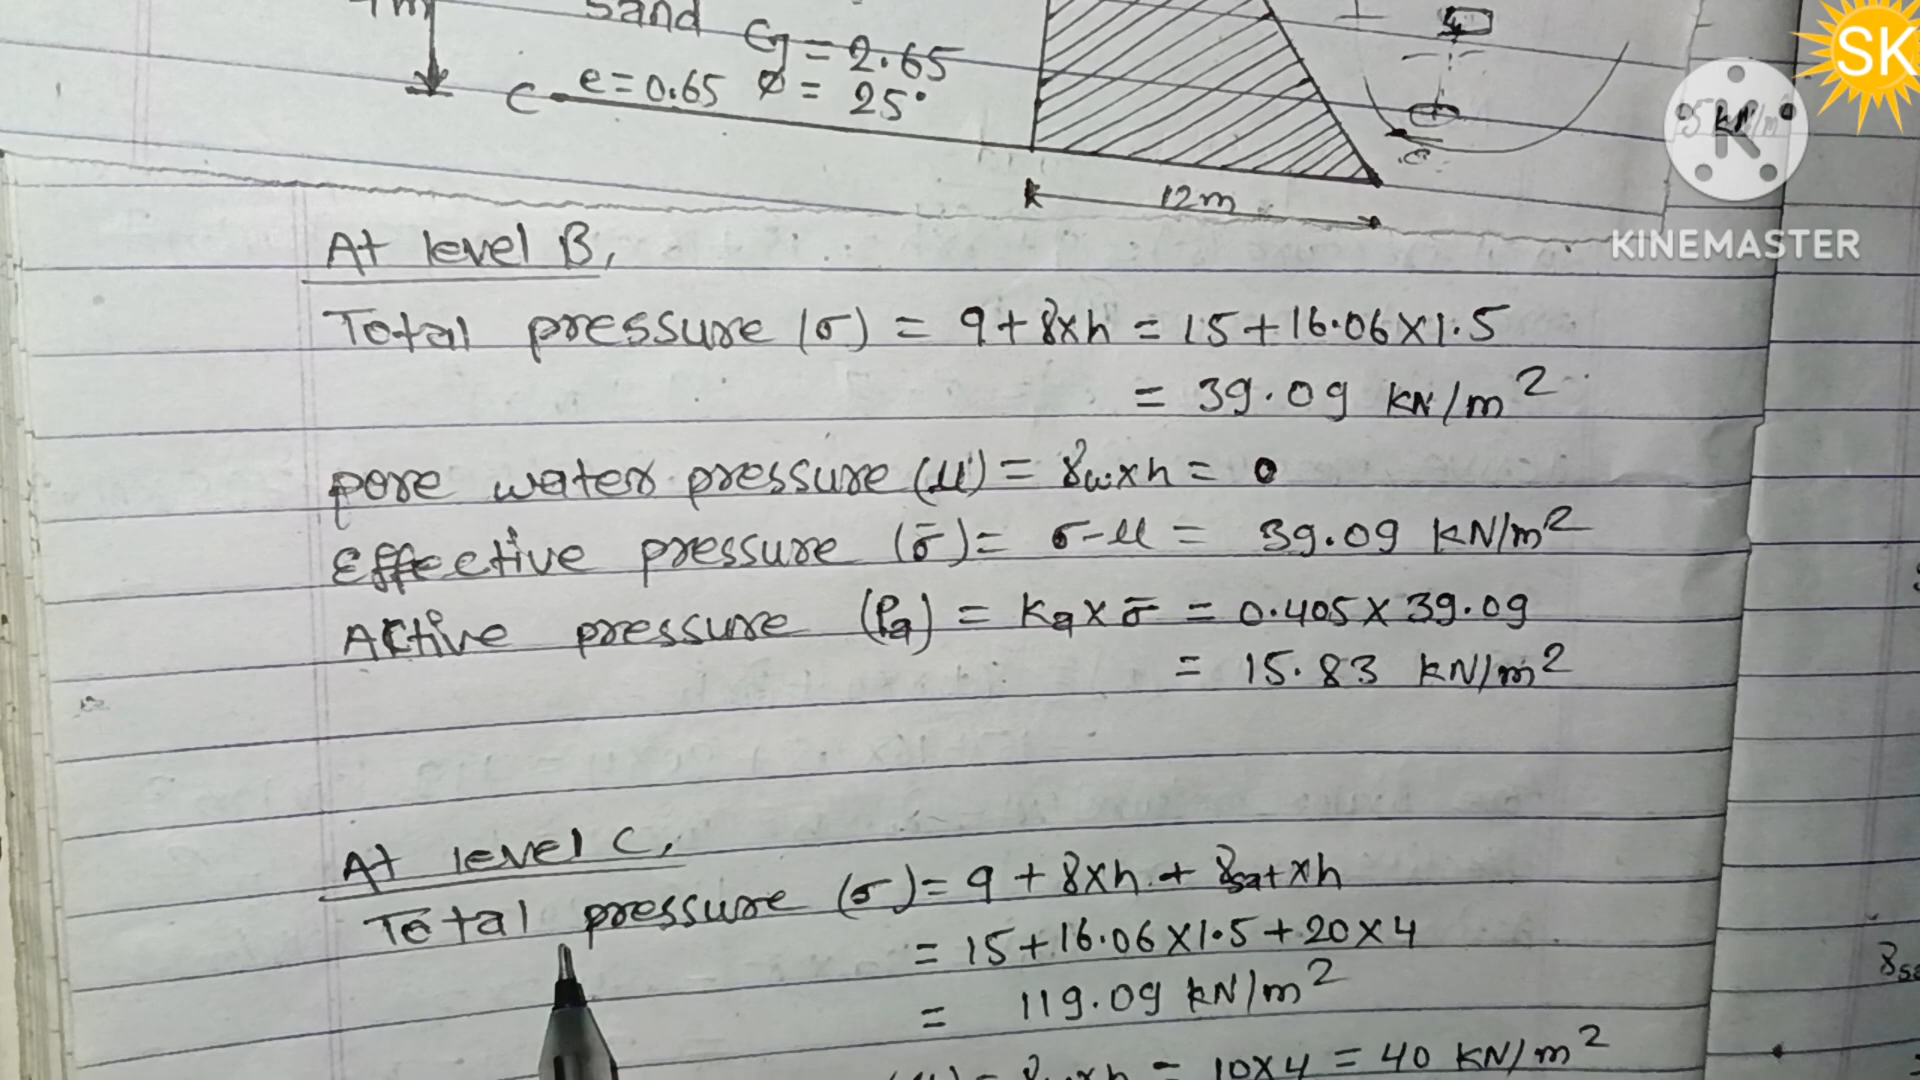 Sand G = 2.65
C e=0.65 φ = 25°
12m
SK
KINEMASTER
At level B,
Total pressure (σ) = q+γxh = 15+16.06×1.5
= 39.09 KN/m²
pore water pressure (μ) = γwxh = 0
Effective pressure (σ̄)= σ-μ = 39.09 KN/m²
Active pressure (Pa) = Ka×σ̄ = 0.405×39.09
= 15.83 KN/m²
At level C,
Total pressure (σ)= q + γxh + γsat×h
= 15+16.06×1.5+20×4
= 119.09 KN/m²
= 10×4 = 40 KN/m²